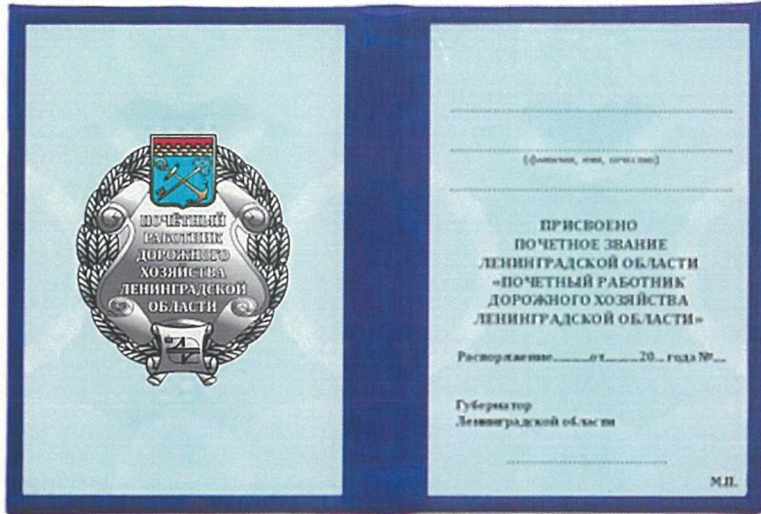 ПОЧЁТНЫЙ
РАБОТНИК
ДОРОЖНОГО
ХОЗЯЙСТВА
ЛЕНИНГРАДСКОЙ
ОБЛАСТИ
(фамилия, имя, отчество)
ПРИСВОЕНО
ПОЧЕТНОЕ ЗВАНИЕ
ЛЕНИНГРАДСКОЙ ОБЛАСТИ
«ПОЧЕТНЫЙ РАБОТНИК
ДОРОЖНОГО ХОЗЯЙСТВА
ЛЕНИНГРАДСКОЙ ОБЛАСТИ»
Распоряжение............от..........20... года №....
Губернатор
Ленинградской области
М.П.